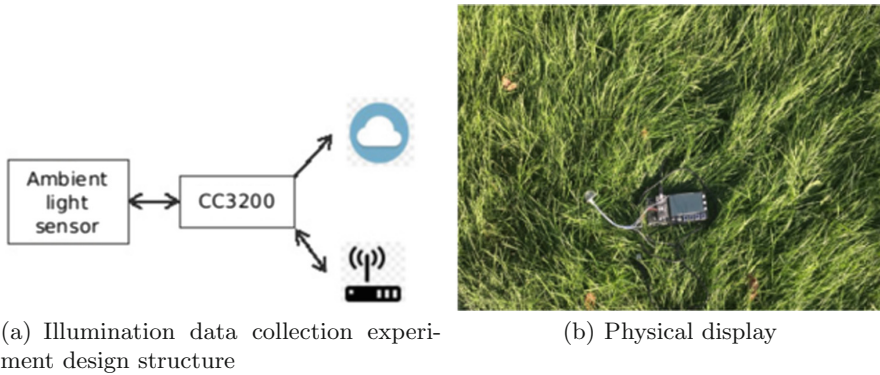 Ambient
light
sensor
CC3200
(a) Illumination data collection experi-
ment design structure
(b) Physical display